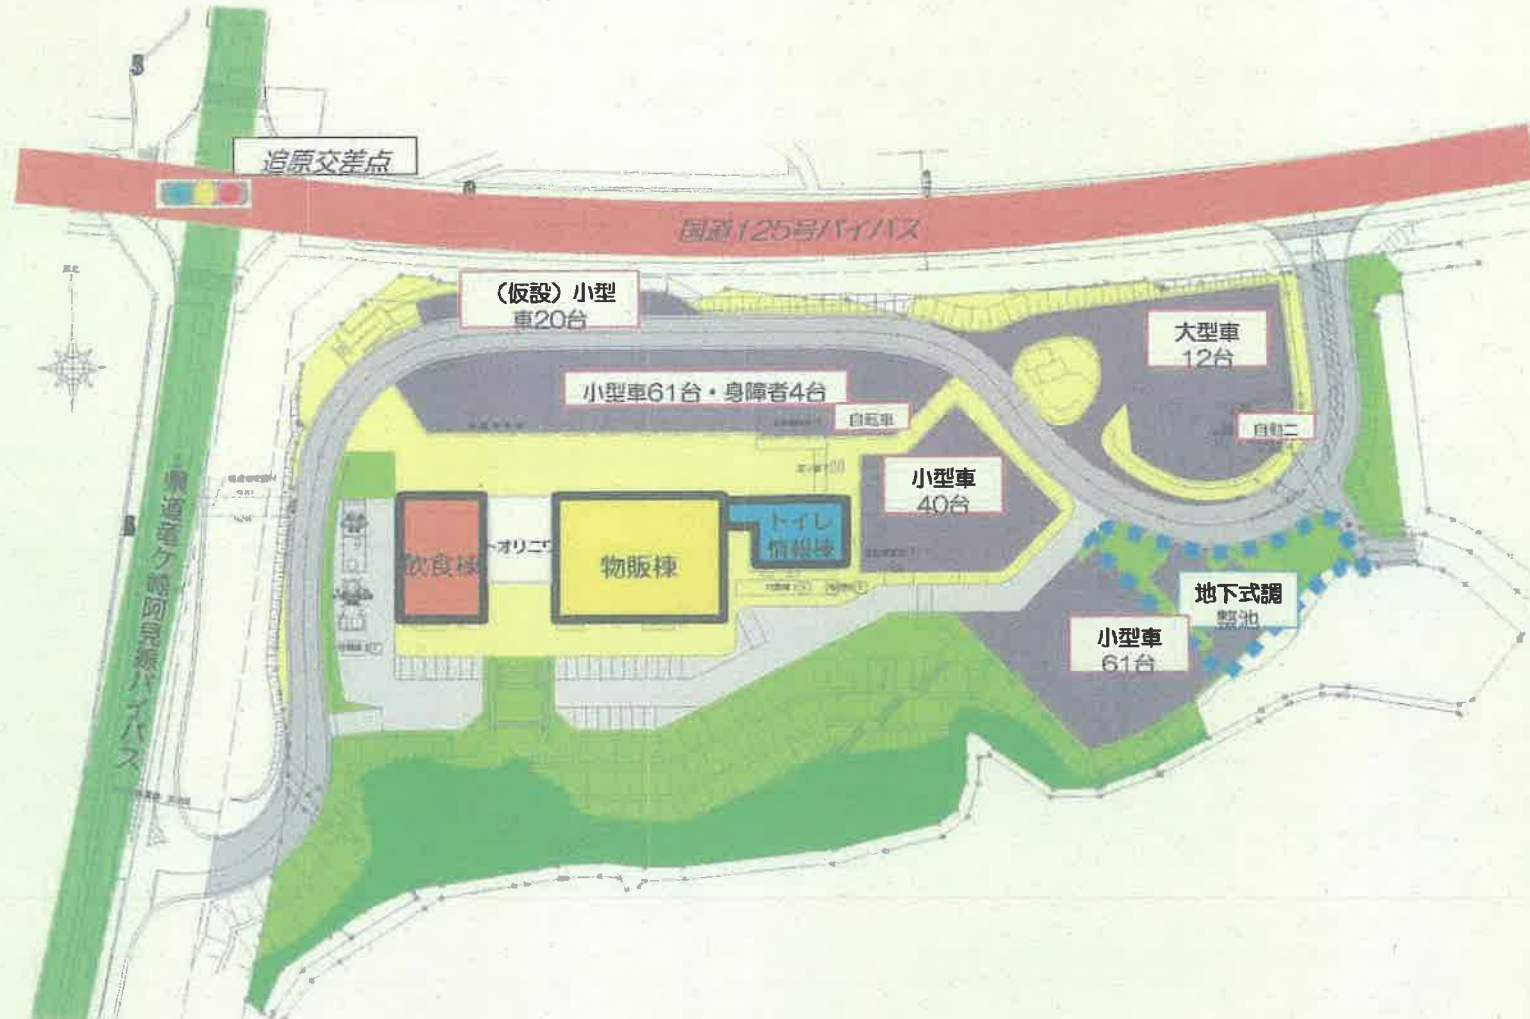 追原交差点
国道125号バイパス
(仮設)小型
車20台
大型車
12台
小型車61台・身障者4台
自転車
自動二
小型車
40台
県道竜ケ崎阿見線バイパス
飲食棟
トオリニワ
物販棟
トイレ
情報棟
地下式調
整池
小型車
61台